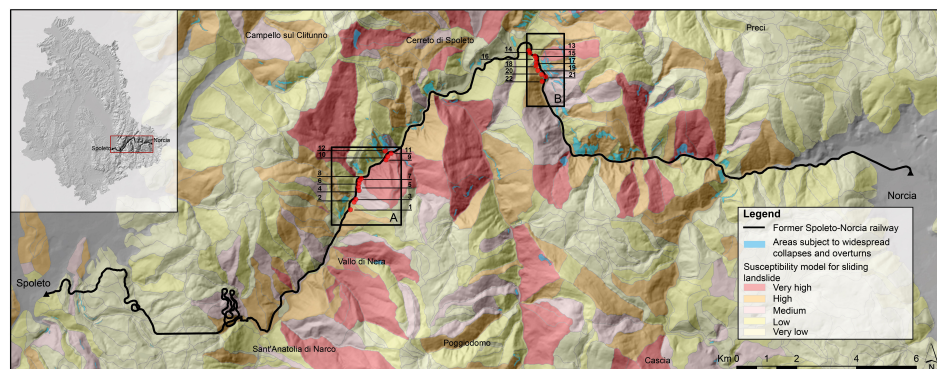 Campello sul Clitunno
Cerreto di Spoleto
Preci
Spoleto
Norcia
14
16
18
20
22
13
15
17
19
21
B
12
10
8
6
4
2
11
9
7
5
3
1
A
Norcia
Spoleto
Vallo di Nera
Sant'Anatolia di Narco
Poggiodomo
Cascia
Legend
Former Spoleto-Norcia railway
Areas subject to widespread
collapses and overturns
Susceptibility model for sliding
landslide
Very high
High
Medium
Low
Very low
Km 0 1 2 4 6
N